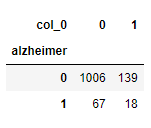 col_0 0 1
alzheimer
0 1006 139
1 67 18